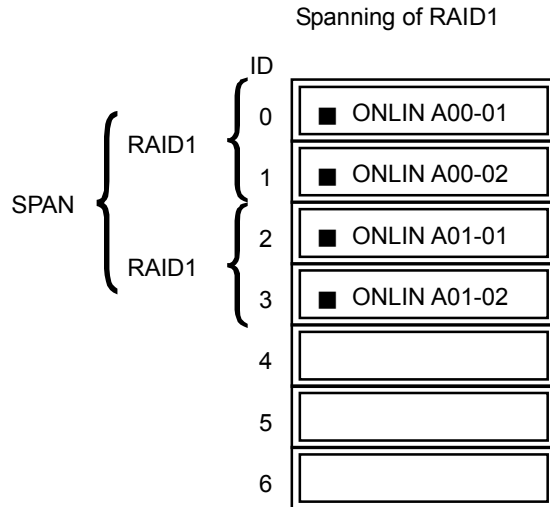 Spanning of RAID1
ID
0 ■ ONLIN A00-01
RAID1
1 ■ ONLIN A00-02
SPAN
2 ■ ONLIN A01-01
RAID1
3 ■ ONLIN A01-02
4
5
6